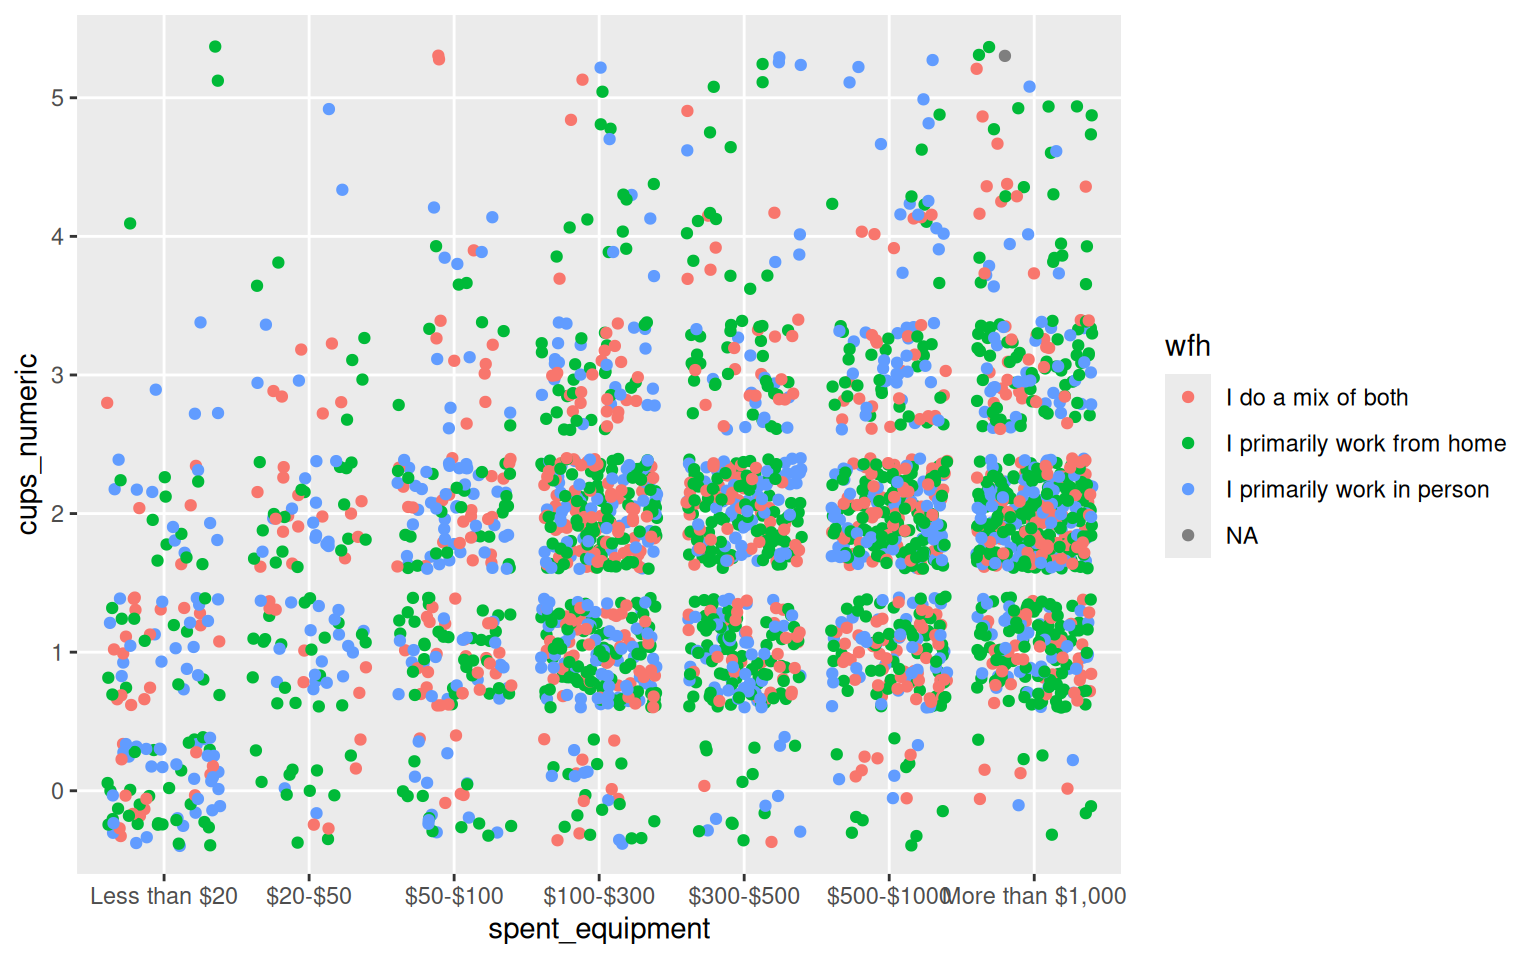 5
4
3
2
1
0
cups_numeric
Less than $20
$20-$50
$50-$100
$100-$300
$300-$500
$500-$1000
More than $1,000
spent_equipment
wfh
I do a mix of both
I primarily work from home
I primarily work in person
NA